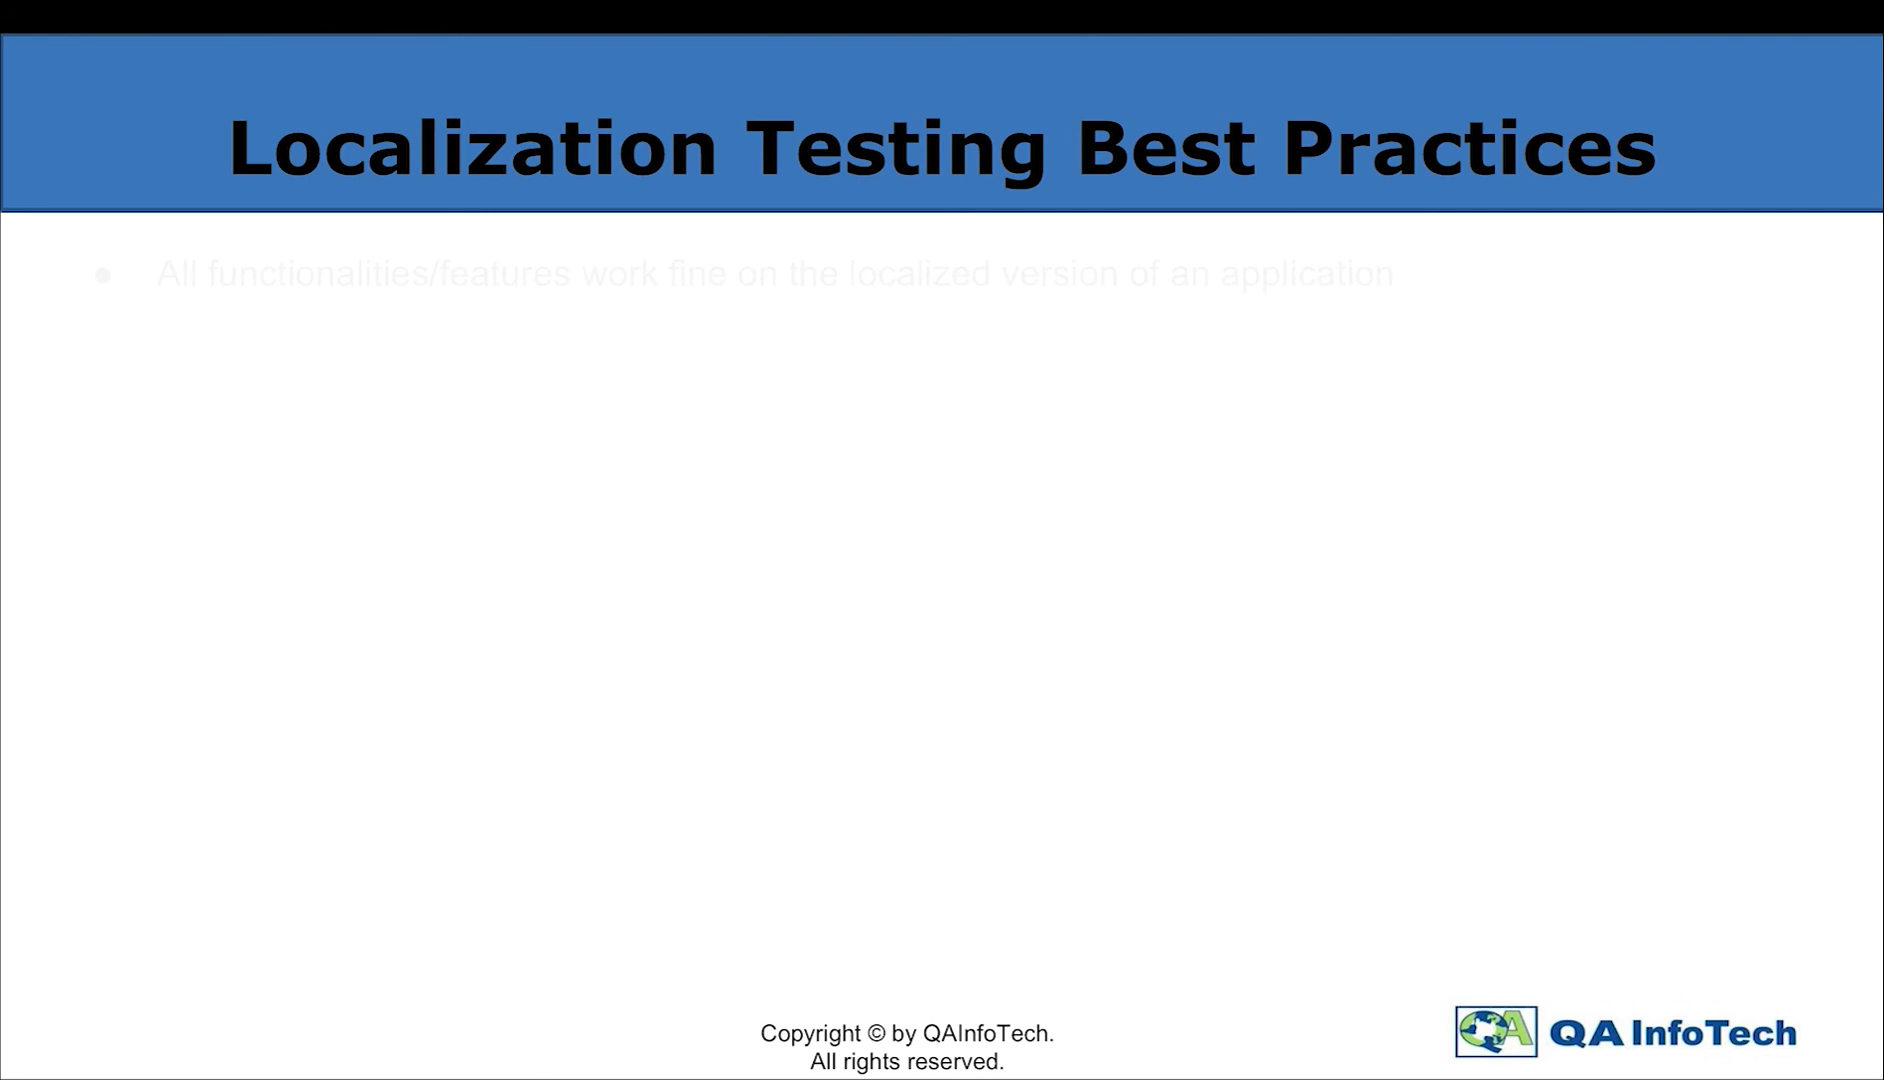 Localization Testing Best Practices
● All functionalities/features work fine on the localized version of an application
Copyright © by QAInfoTech.
All rights reserved.
QA QA InfoTech